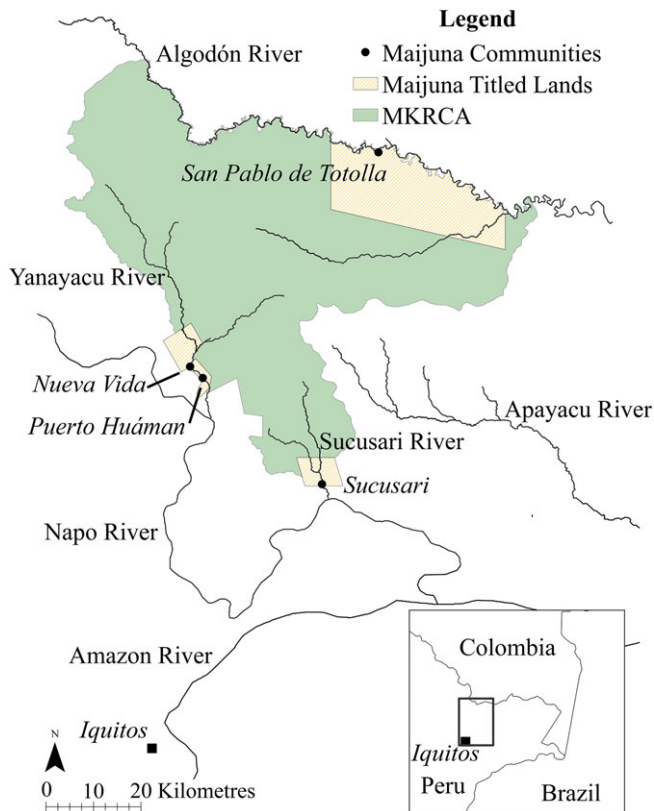 Legend
Maijuna Communities
Maijuna Titled Lands
MKRCA
Algodón River
San Pablo de Totolla
Yanayacu River
Nueva Vida
Puerto Huáman
Apayacu River
Sucusari River
Sucusari
Napo River
Amazon River
Iquitos
N
0 10 20 Kilometres
Colombia
Iquitos
Peru
Brazil